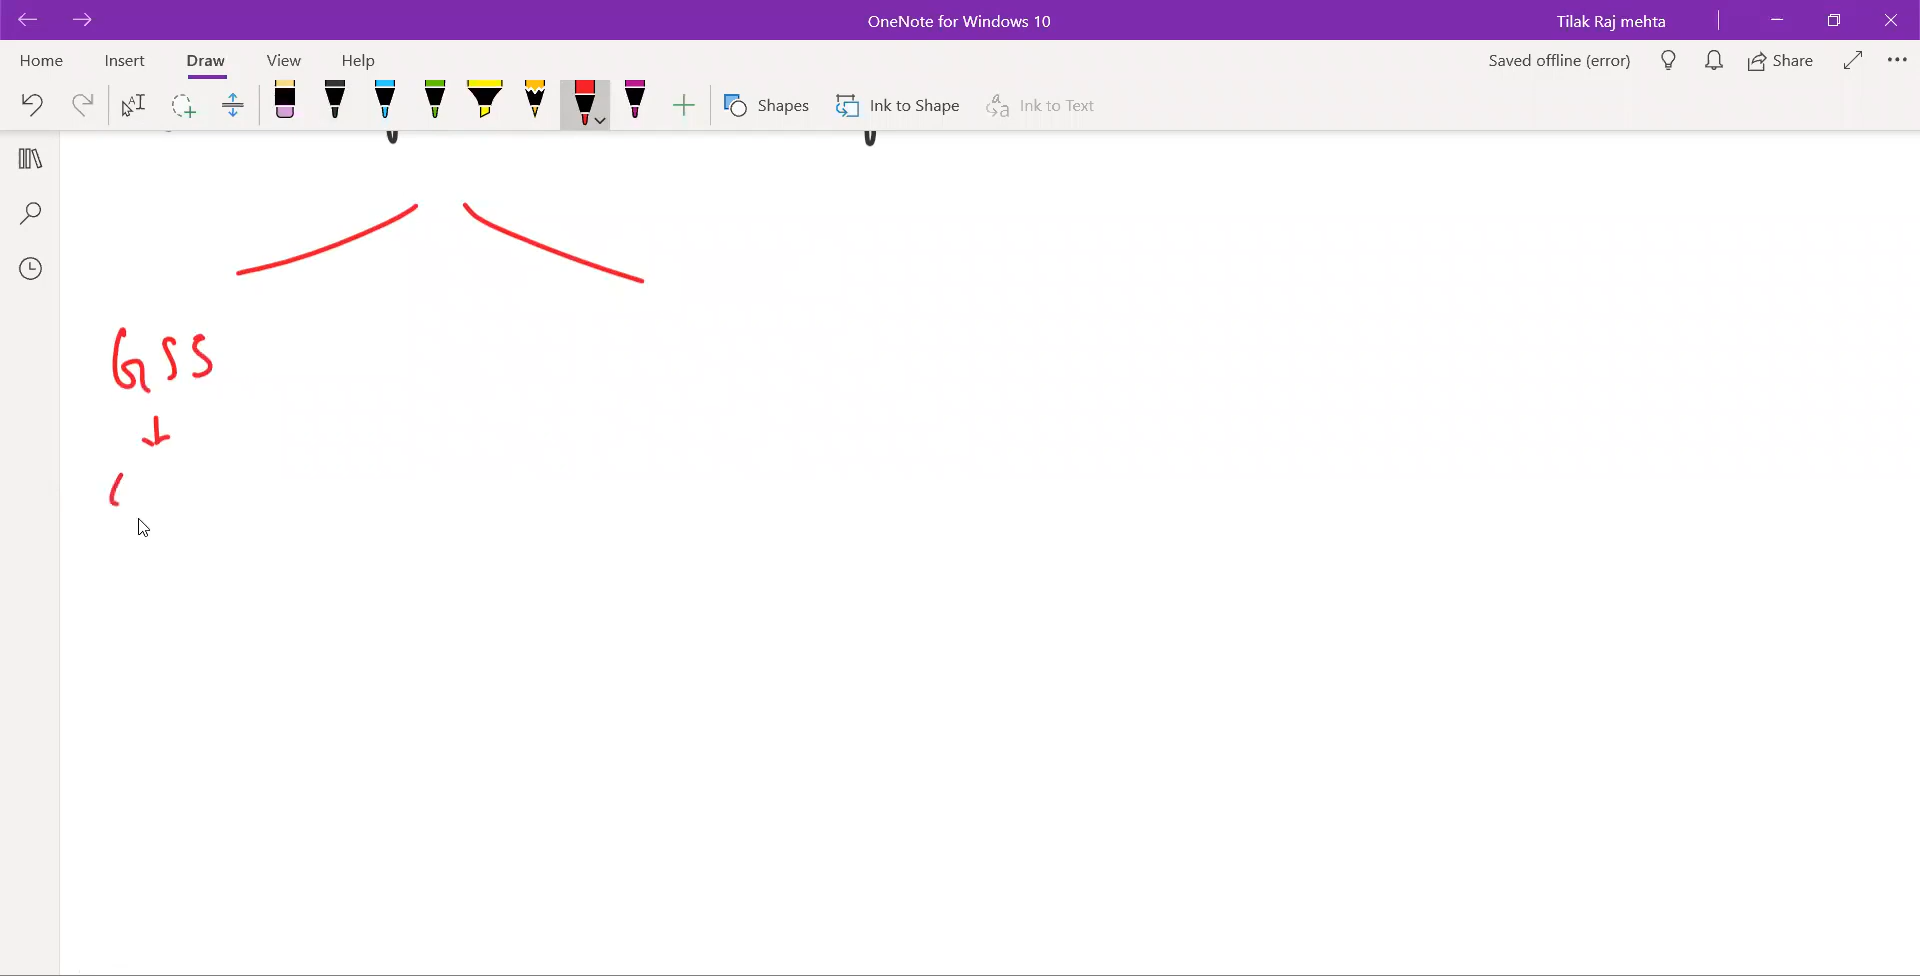 OneNote for Windows 10
Tilak Raj mehta
Home Insert Draw View Help
Saved offline (error) Share
Shapes Ink to Shape Ink to Text
GSS